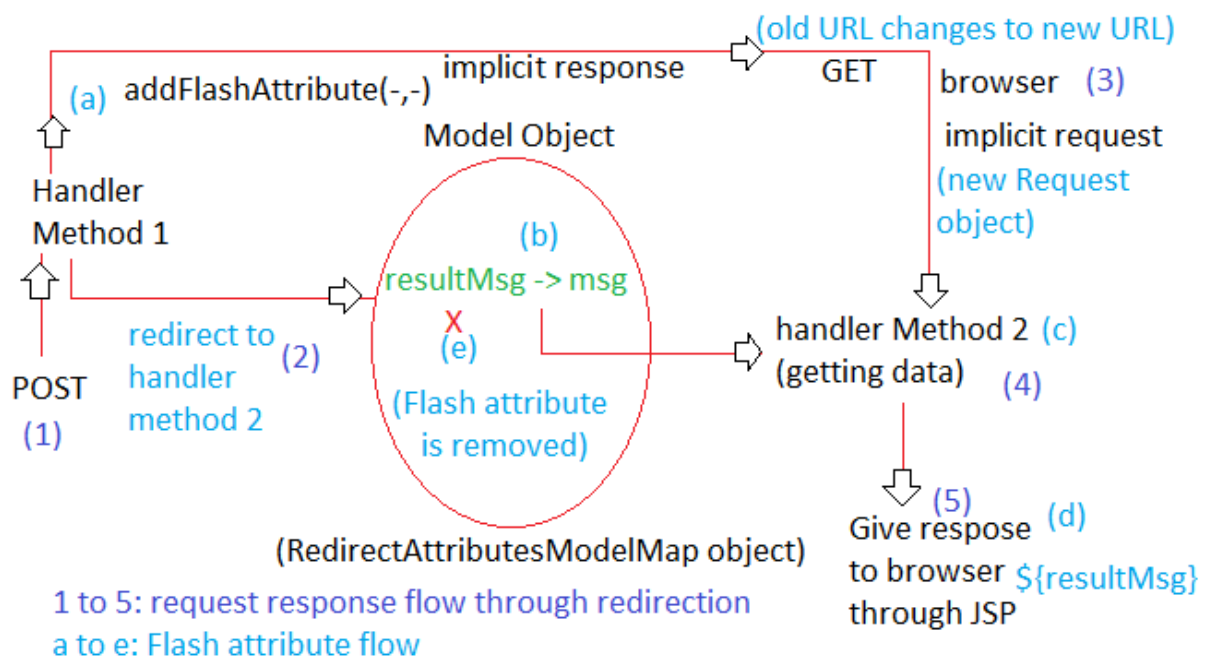 (old URL changes to new URL)
implicit response
GET
(a) addFlashAttribute(-,-)
browser (3)
Model Object
implicit request
(new Request
object)
Handler
Method 1
(b)
resultMsg -> msg
X
(e)
(Flash attribute
is removed)
redirect to
handler
method 2
(2)
POST
(1)
handler Method 2 (c)
(getting data) (4)
(5)
Give respose (d)
to browser ${resultMsg}
through JSP
(RedirectAttributesModelMap object)
1 to 5: request response flow through redirection
a to e: Flash attribute flow